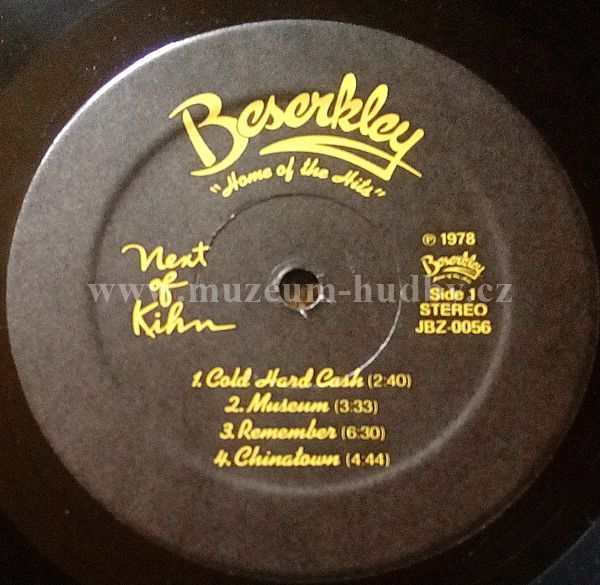 Beserkley
"Home of the Hits"
Next
of
Kihn
℗ 1978
Beserkley
Side 1
STEREO
JBZ-0056
www.muzeum-hudby.cz
1. Cold Hard Cash (2:40)
2. Museum (3:33)
3. Remember (6:30)
4. Chinatown (4:44)